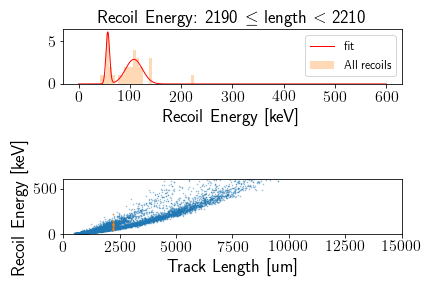 Recoil Energy: 2190 ≤ length < 2210
5
0
fit
All recoils
0 100 200 300 400 500 600
Recoil Energy [keV]
Recoil Energy [keV]
500
0
0 2500 5000 7500 10000 12500 15000
Track Length [um]